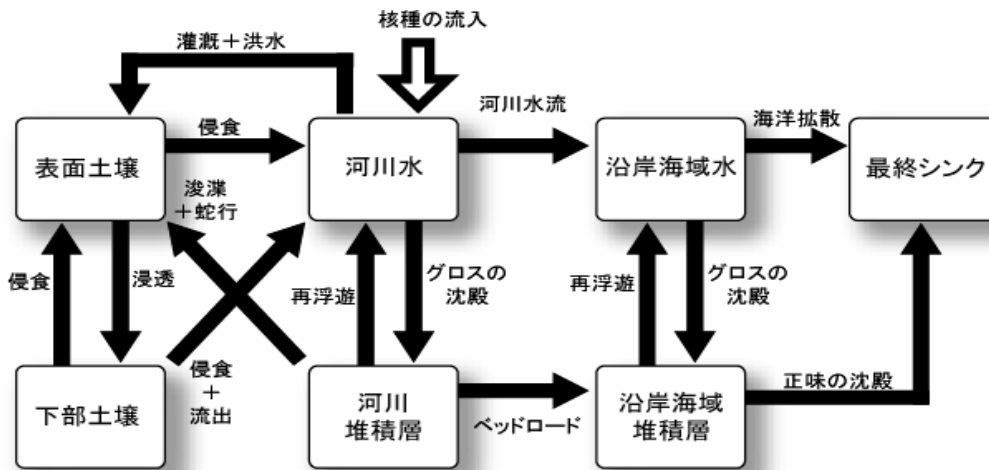 核種の流入
灌漑＋洪水
河川水流
侵食
海洋拡散
表面土壌
河川水
沿岸海域水
最終シンク
浚渫
＋蛇行
侵食
浸透
再浮遊
グロスの
沈殿
再浮遊
グロスの
沈殿
侵食
＋
流出
下部土壌
河川
堆積層
ベッドロード
沿岸海域
堆積層
正味の沈殿